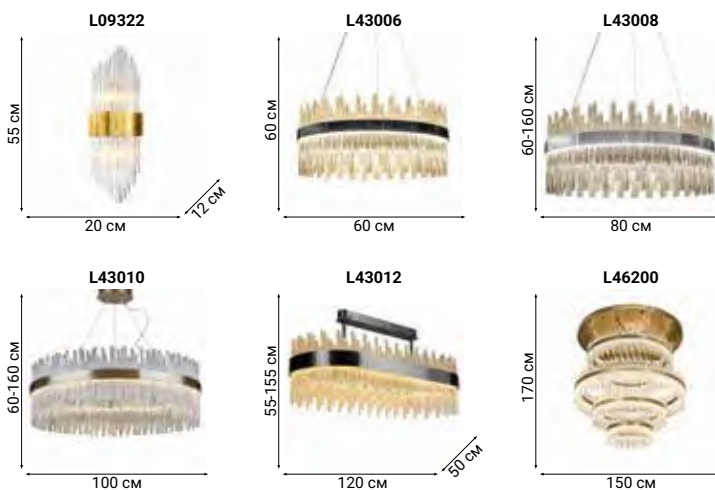 L09322
55 см
20 см
12 см
L43006
60 см
60 см
L43008
60-160 см
80 см
L43010
60-160 см
100 см
L43012
55-155 см
120 см
50 см
L46200
170 см
150 см